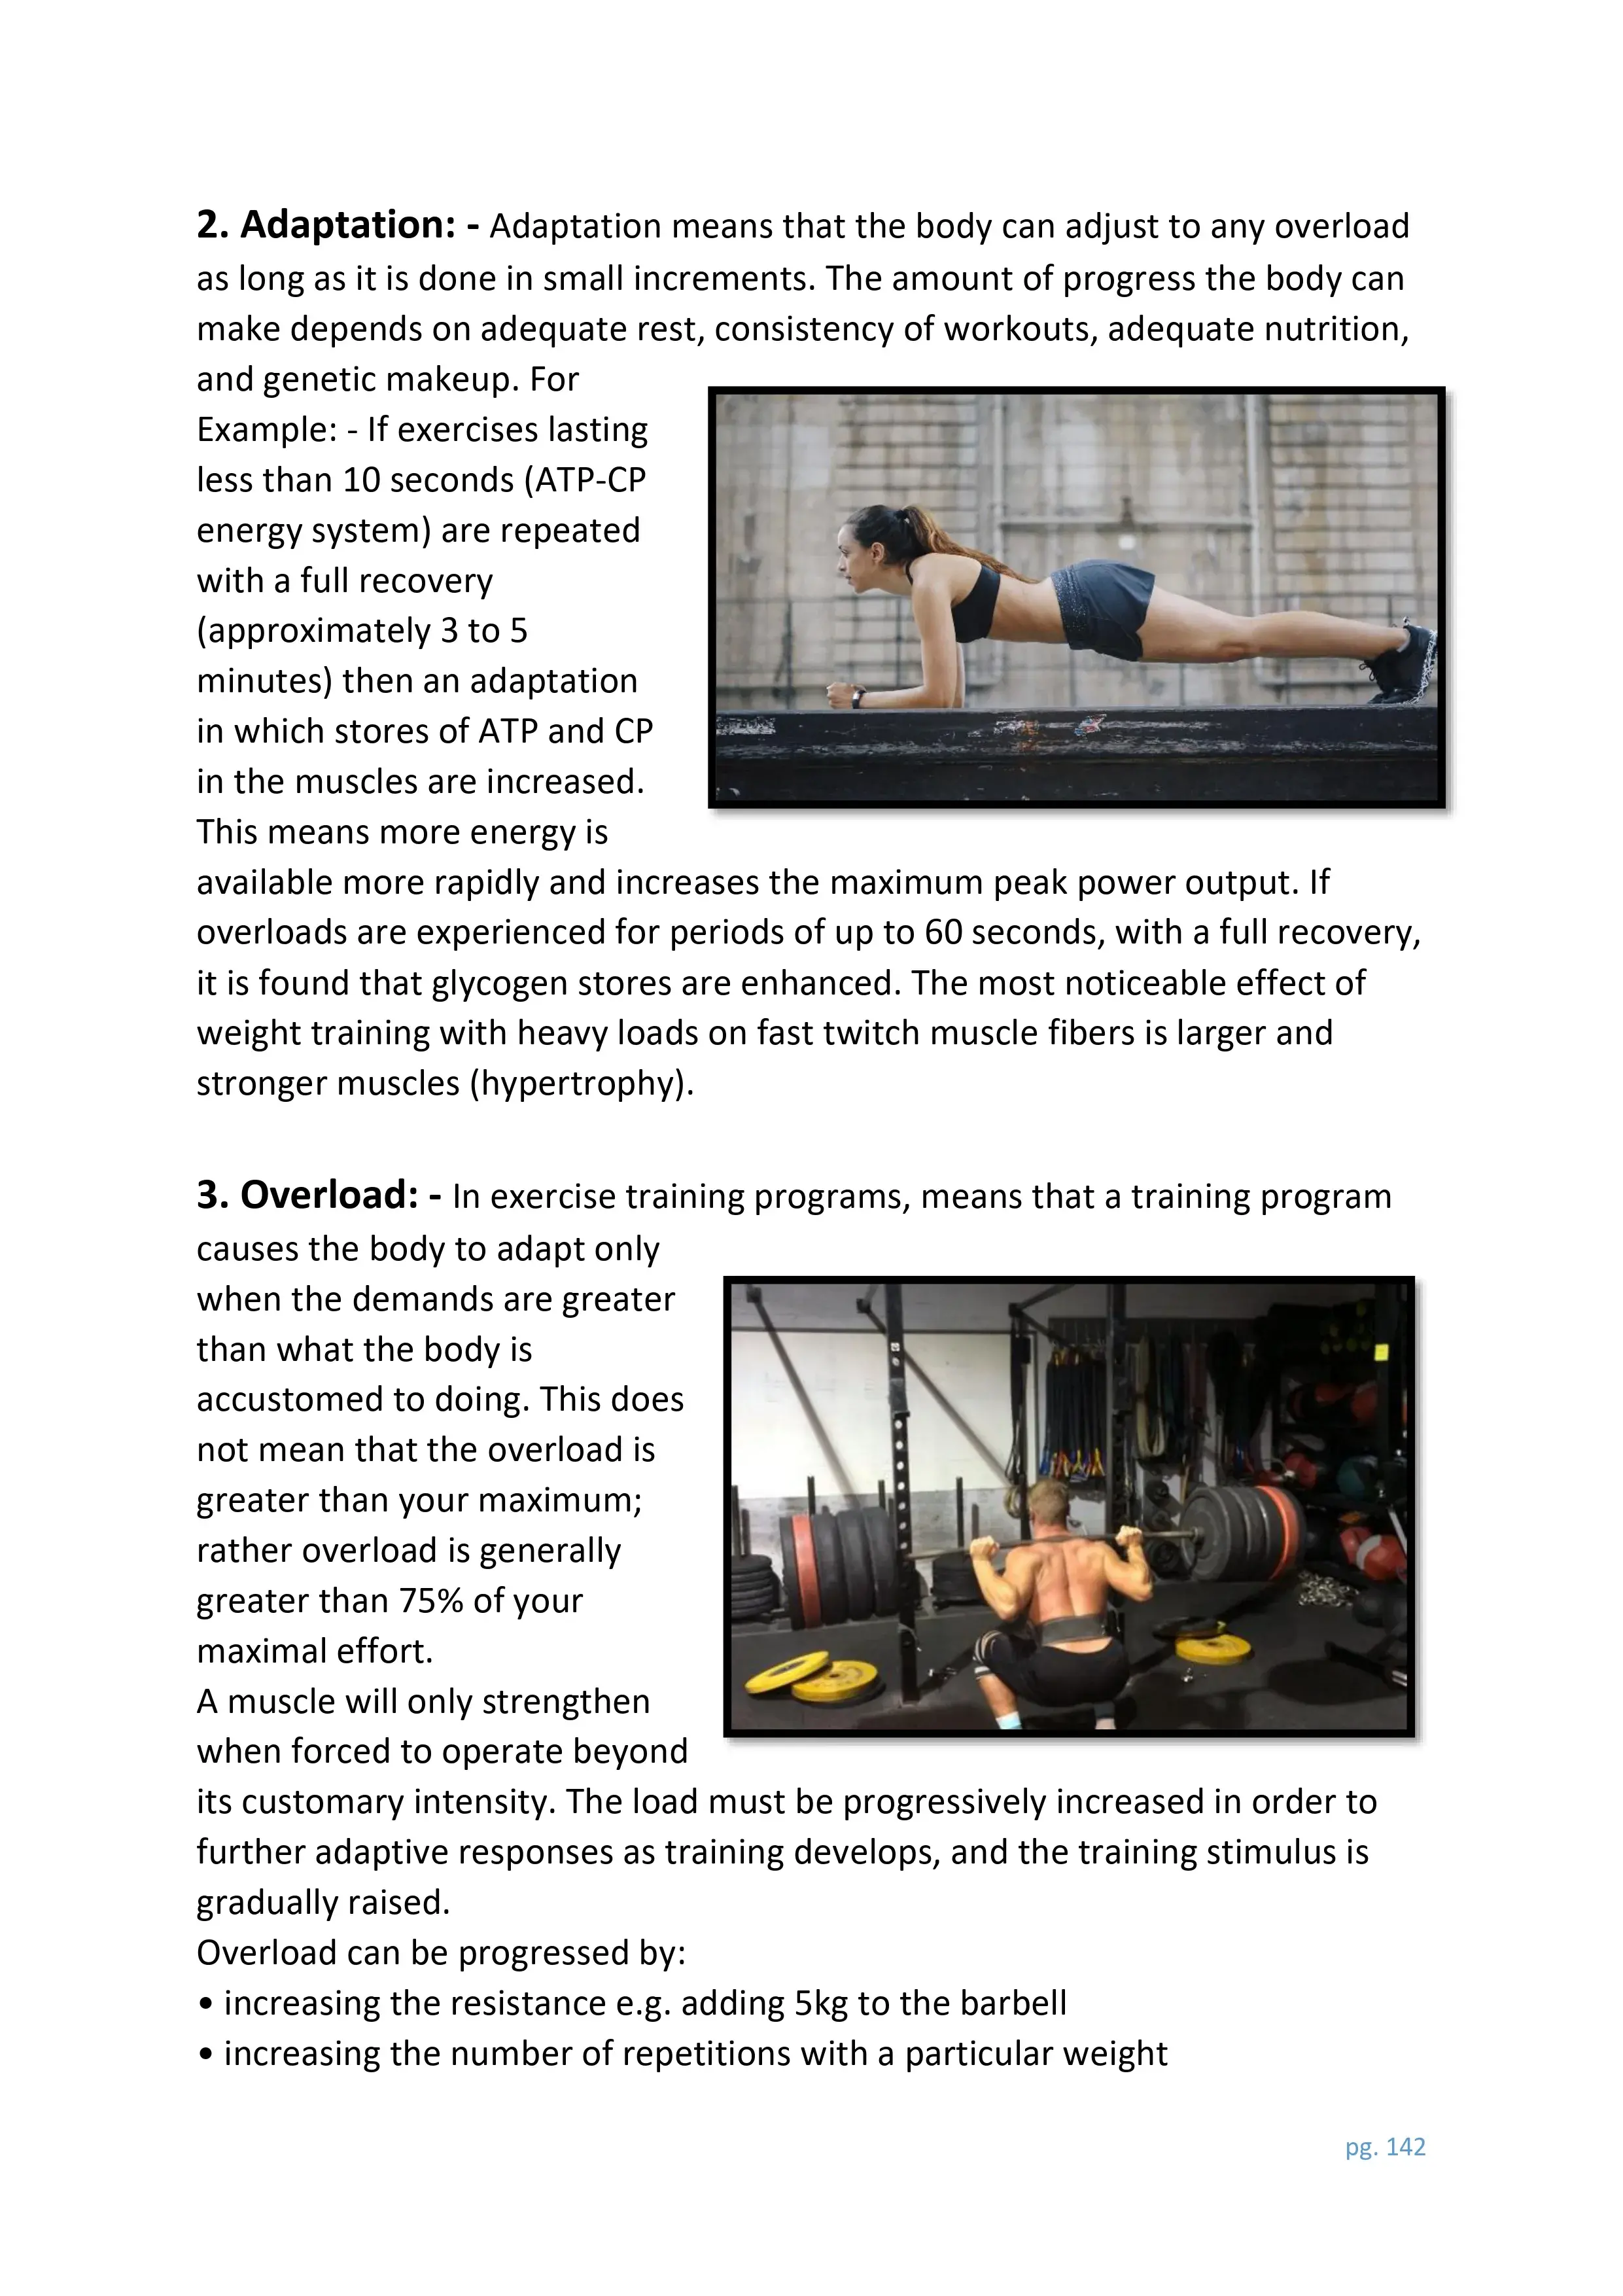 2. Adaptation: - Adaptation means that the body can adjust to any overload
as long as it is done in small increments. The amount of progress the body can
make depends on adequate rest, consistency of workouts, adequate nutrition,
and genetic makeup. For
Example: - If exercises lasting
less than 10 seconds (ATP-CP
energy system) are repeated
with a full recovery
(approximately 3 to 5
minutes) then an adaptation
in which stores of ATP and CP
in the muscles are increased.
This means more energy is
available more rapidly and increases the maximum peak power output. If
overloads are experienced for periods of up to 60 seconds, with a full recovery,
it is found that glycogen stores are enhanced. The most noticeable effect of
weight training with heavy loads on fast twitch muscle fibers is larger and
stronger muscles (hypertrophy).
3. Overload: - In exercise training programs, means that a training program
causes the body to adapt only
when the demands are greater
than what the body is
accustomed to doing. This does
not mean that the overload is
greater than your maximum;
rather overload is generally
greater than 75% of your
maximal effort.
A muscle will only strengthen
when forced to operate beyond
its customary intensity. The load must be progressively increased in order to
further adaptive responses as training develops, and the training stimulus is
gradually raised.
Overload can be progressed by:
• increasing the resistance e.g. adding 5kg to the barbell
• increasing the number of repetitions with a particular weight
pg. 142